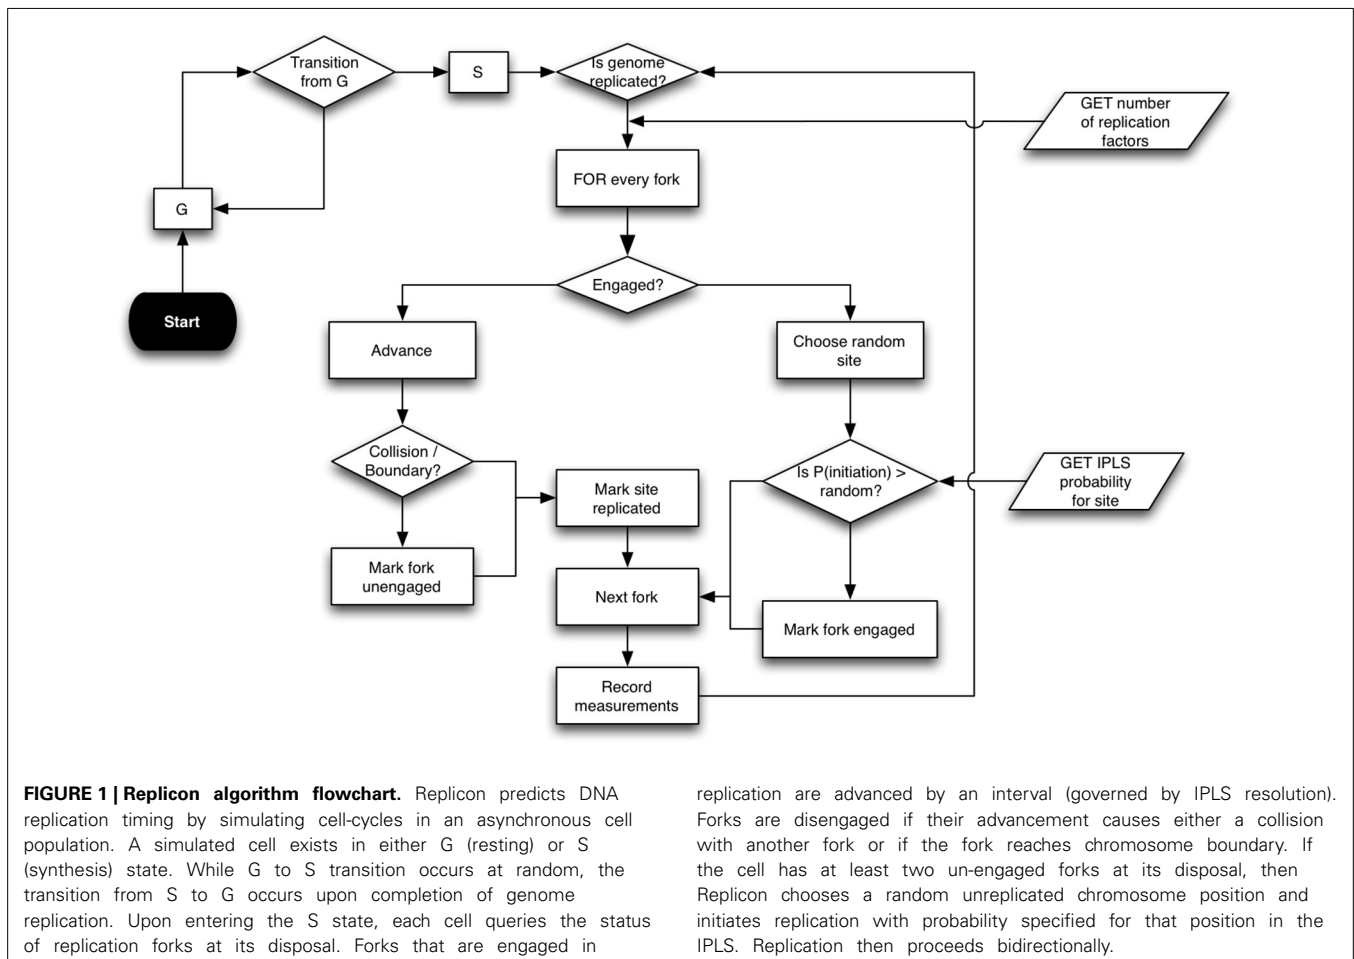 Transition
from G
S
Is genome
replicated?
GET number
of replication
factors
FOR every fork
G
Engaged?
Start
Advance
Choose random
site
Collision /
Boundary?
Is P(initiation) >
random?
GET IPLS
probability
for site
Mark site
replicated
Mark fork
unengaged
Next fork
Mark fork engaged
Record
measurements
FIGURE 1 | Replicon algorithm flowchart. Replicon predicts DNA
replication timing by simulating cell-cycles in an asynchronous cell
population. A simulated cell exists in either G (resting) or S
(synthesis) state. While G to S transition occurs at random, the
transition from S to G occurs upon completion of genome
replication. Upon entering the S state, each cell queries the status
of replication forks at its disposal. Forks that are engaged in
replication are advanced by an interval (governed by IPLS resolution).
Forks are disengaged if their advancement causes either a collision
with another fork or if the fork reaches chromosome boundary. If
the cell has at least two un-engaged forks at its disposal, then
Replicon chooses a random unreplicated chromosome position and
initiates replication with probability specified for that position in the
IPLS. Replication then proceeds bidirectionally.